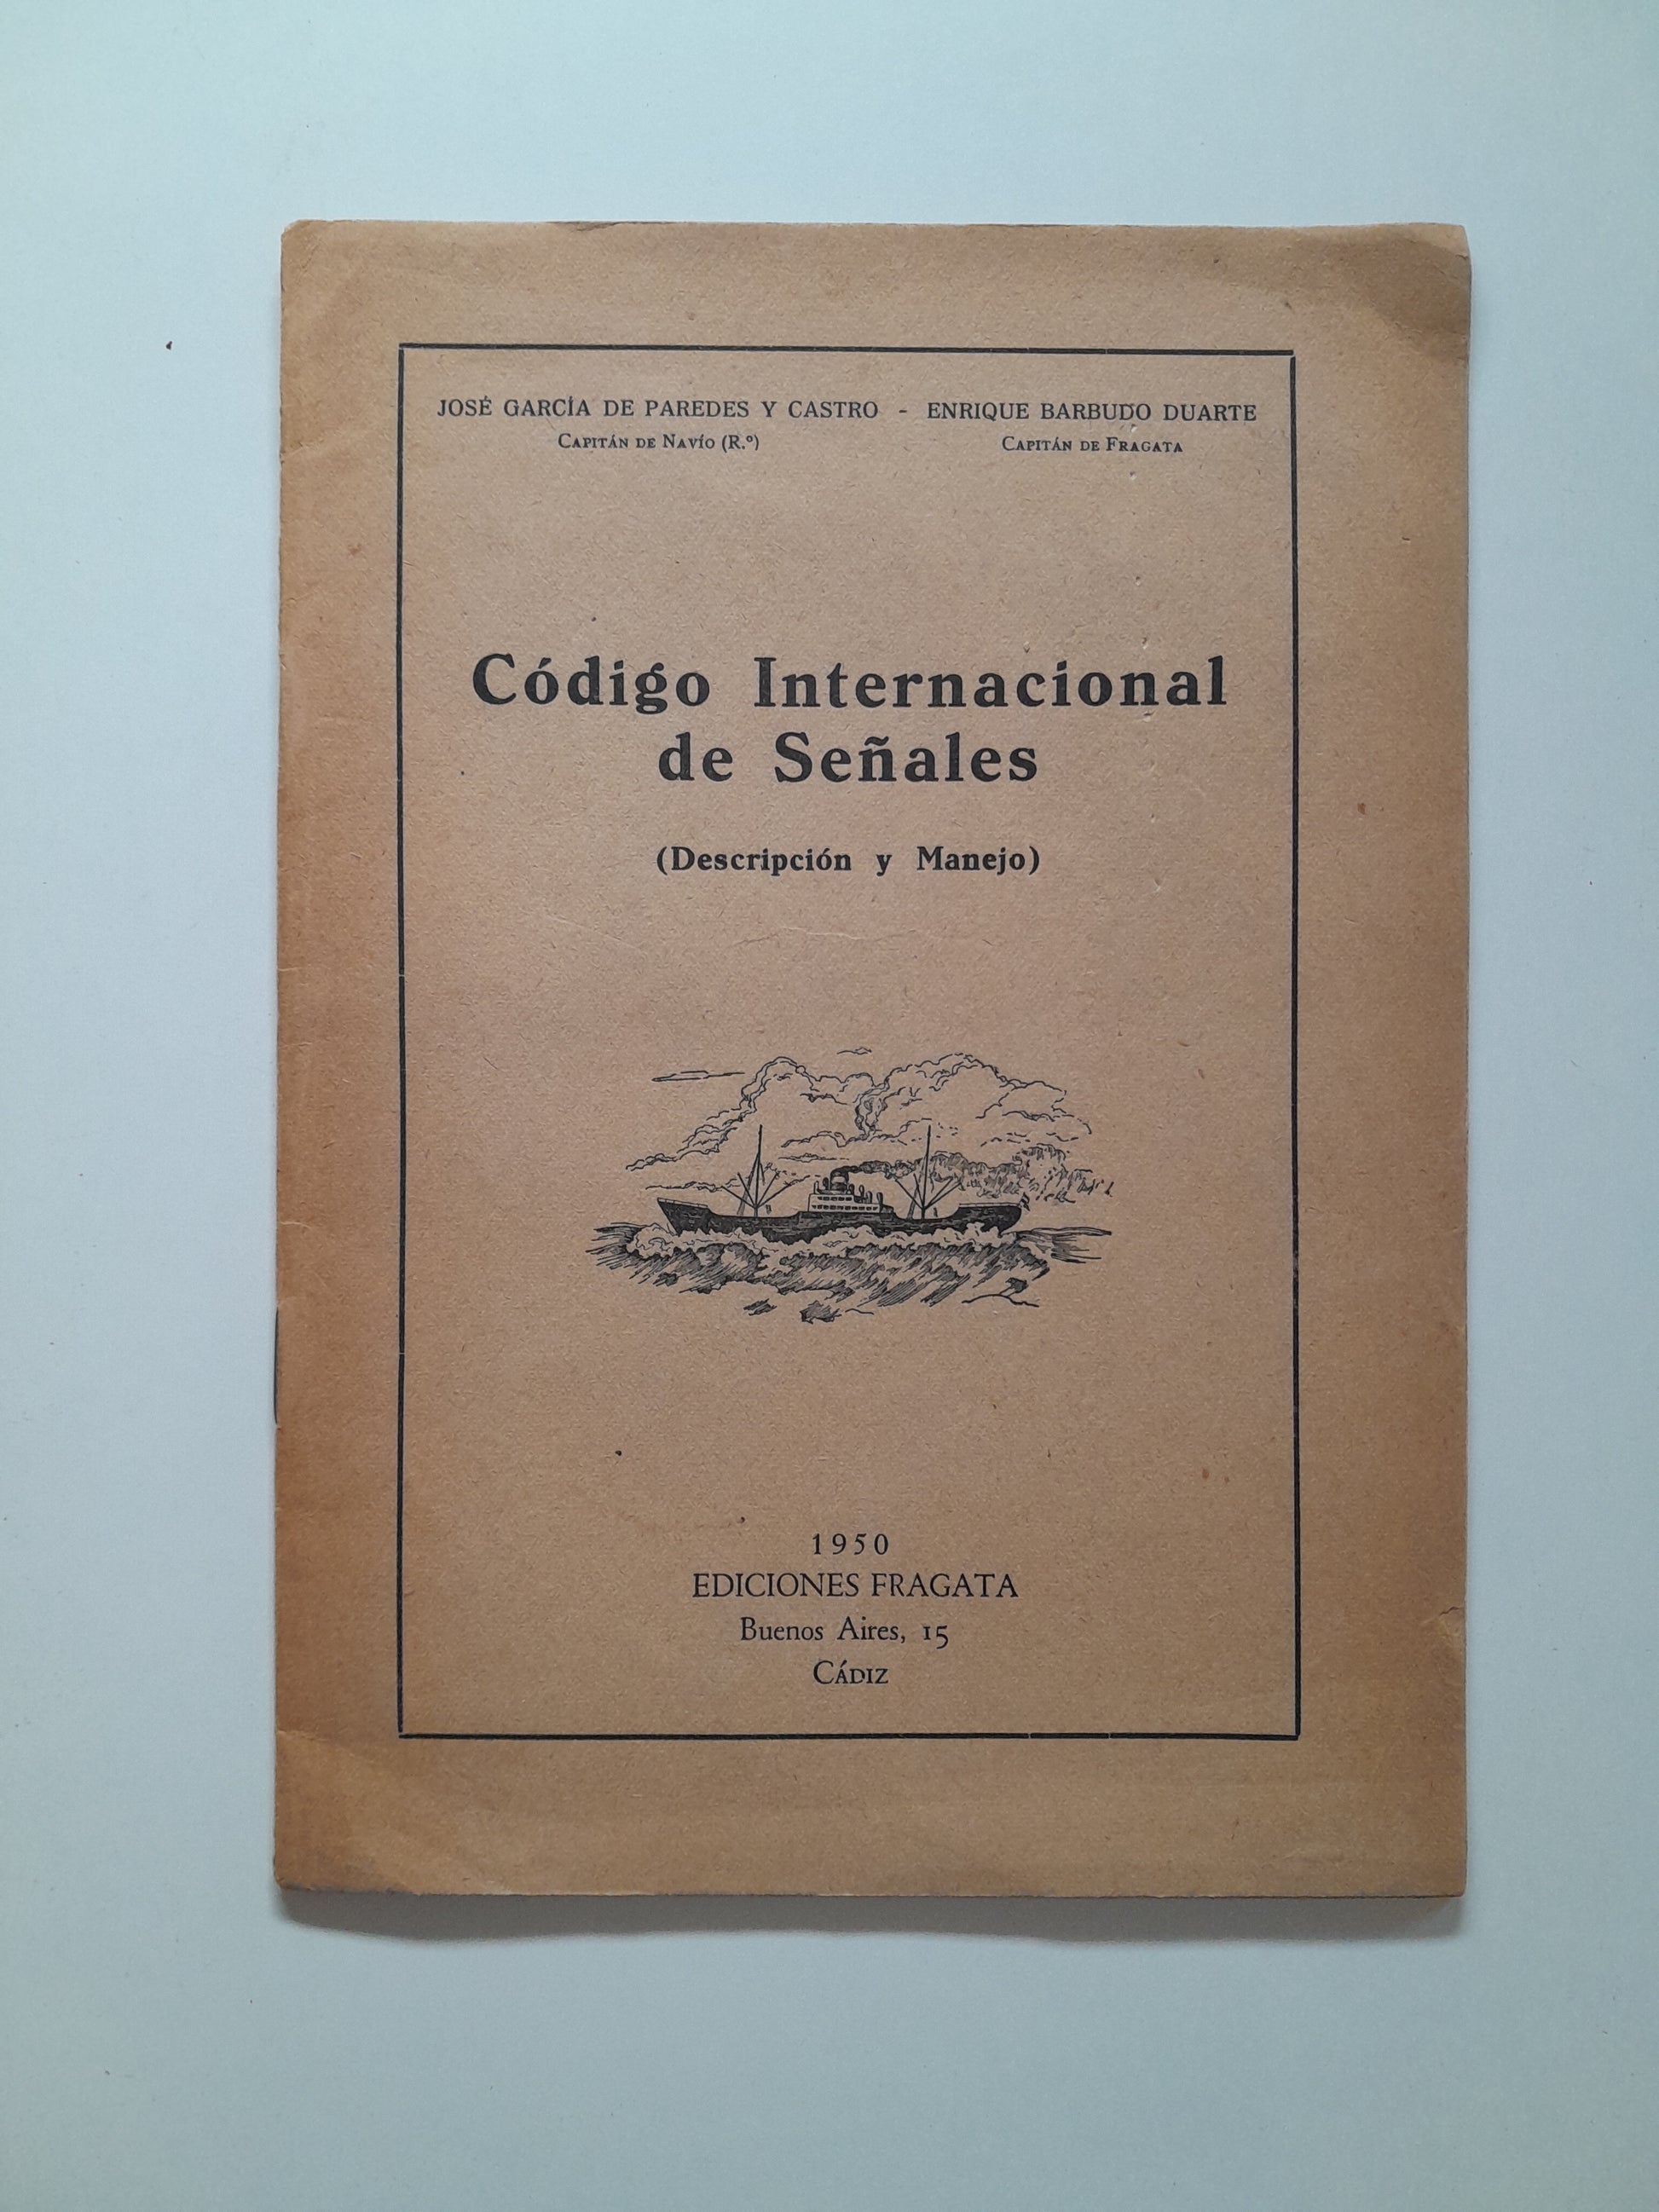 JOSÉ GARCÍA DE PAREDES Y CASTRO - ENRIQUE BARBUDO DUARTE
CAPITÁN DE NAVÍO (R.º) CAPITÁN DE FRAGATA
Código Internacional
de Señales
(Descripción y Manejo)
1950
EDICIONES FRAGATA
Buenos Aires, 15
CÁDIZ